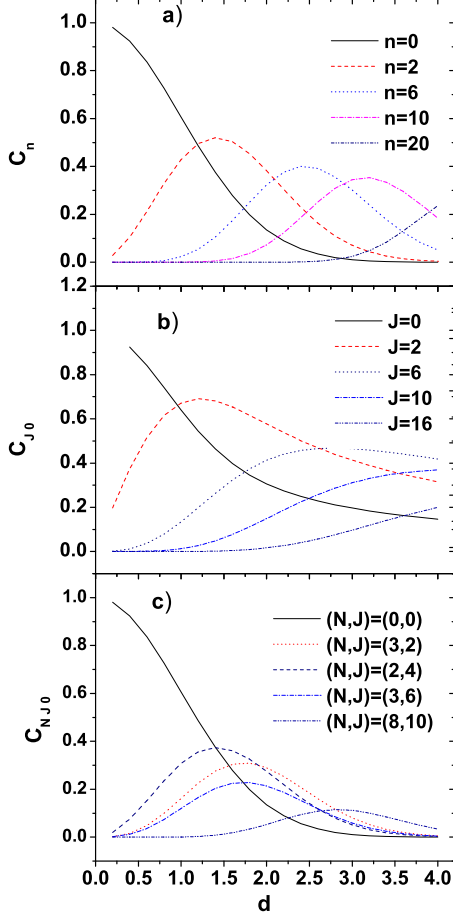 a)
1.0
0.8
0.6
0.4
0.2
0.0
C n
n=0
n=2
n=6
n=10
n=20
1.2
b)
1.0
0.8
0.6
0.4
0.2
0.0
C J 0
J=0
J=2
J=6
J=10
J=16
c)
1.0
0.8
0.6
0.4
0.2
0.0
C N J 0
(N,J)=(0,0)
(N,J)=(3,2)
(N,J)=(2,4)
(N,J)=(3,6)
(N,J)=(8,10)
0.0 0.5 1.0 1.5 2.0 2.5 3.0 3.5 4.0
d